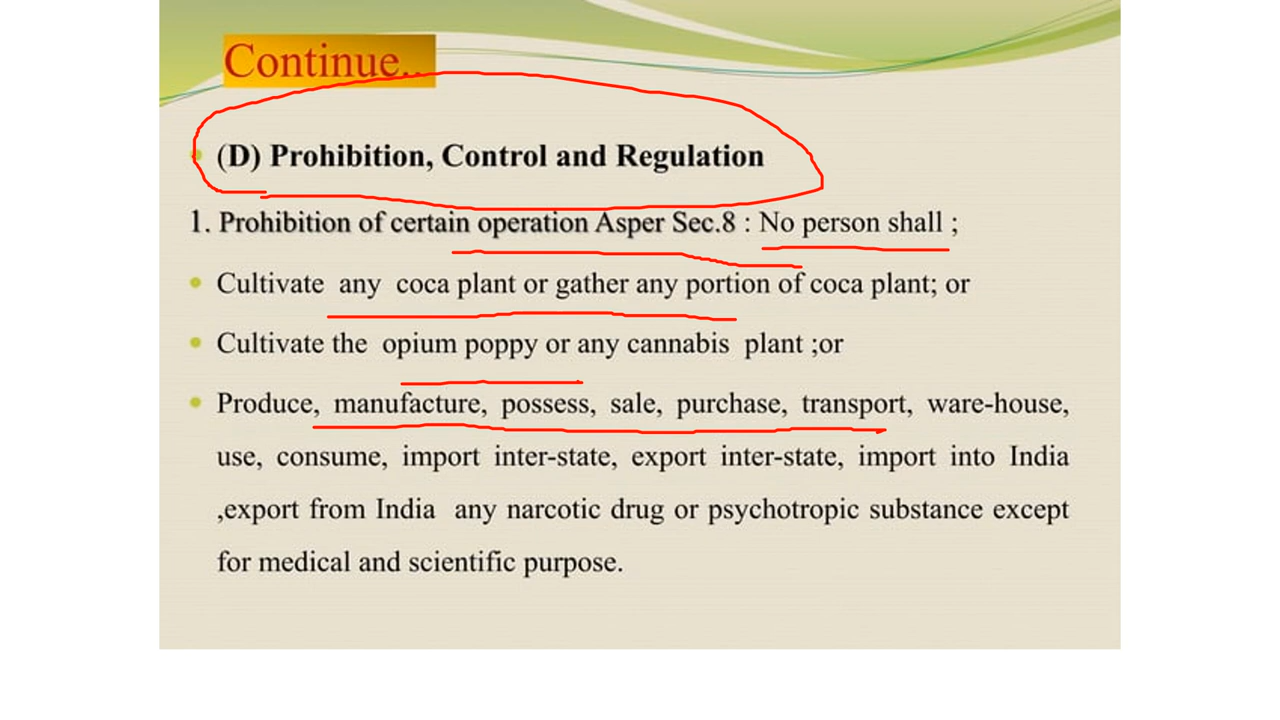 Continue..
(D) Prohibition, Control and Regulation
1. Prohibition of certain operation Asper Sec.8 : No person shall ;
Cultivate any coca plant or gather any portion of coca plant; or
Cultivate the opium poppy or any cannabis plant ;or
Produce, manufacture, possess, sale, purchase, transport, ware-house,
use, consume, import inter-state, export inter-state, import into India
,export from India any narcotic drug or psychotropic substance except
for medical and scientific purpose.